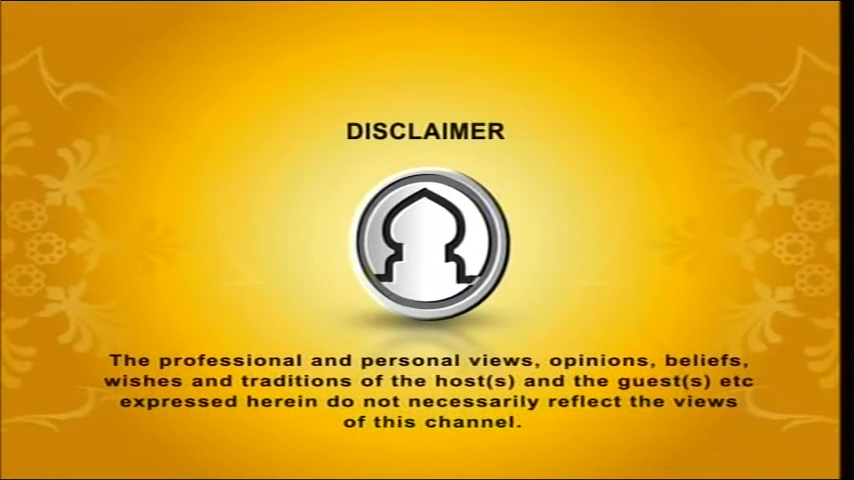 DISCLAIMER
The professional and personal views, opinions, beliefs,
wishes and traditions of the host(s) and the guest(s) etc
expressed herein do not necessarily reflect the views
of this channel.